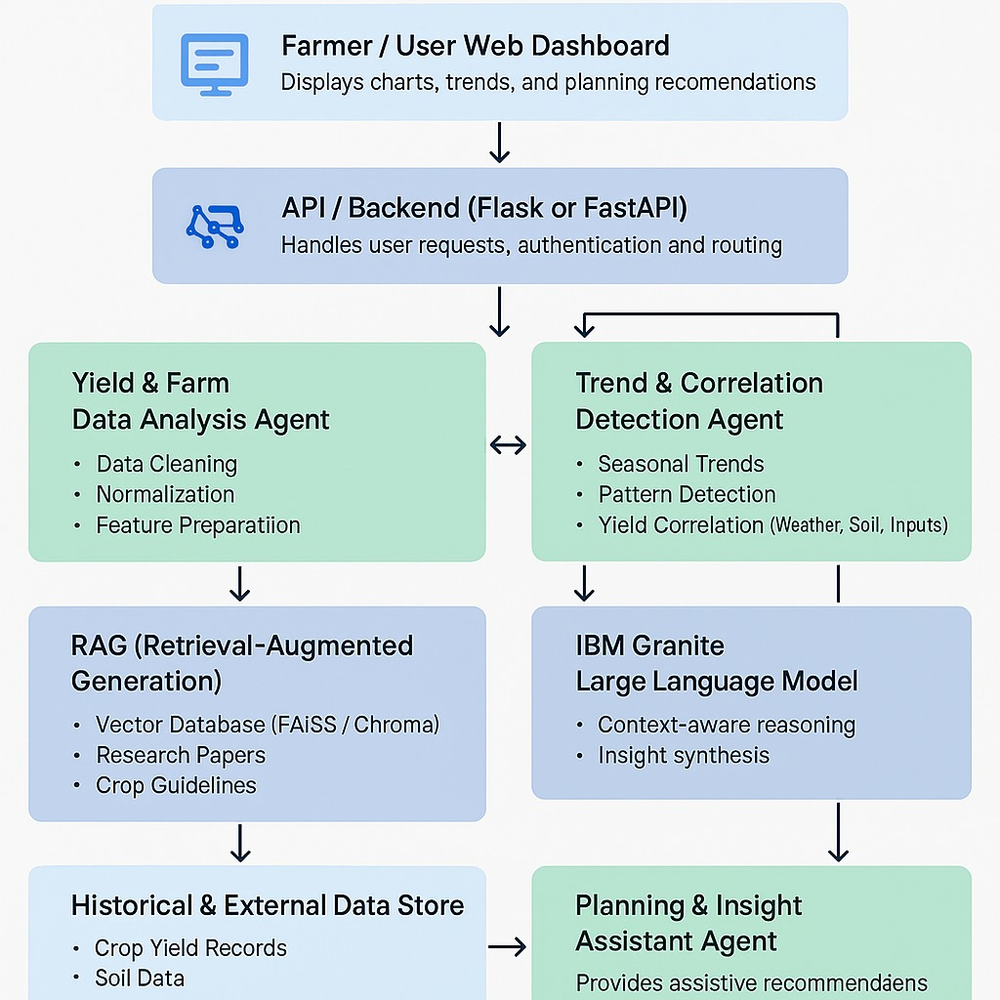 Farmer / User Web Dashboard
Displays charts, trends, and planning recomendations
API / Backend (Flask or FastAPI)
Handles user requests, authentication and routing
Yield & Farm
Data Analysis Agent
• Data Cleaning
• Normalization
• Feature Preparatiion
Trend & Correlation
Detection Agent
• Seasonal Trends
• Pattern Detection
• Yield Correlation (Weather, Soil, Inputs)
RAG (Retrieval-Augmented
Generation)
• Vector Database (FAiSS / Chroma)
• Research Papers
• Crop Guidelines
IBM Granite
Large Language Model
• Context-aware reasoning
• Insight synthesis
Historical & External Data Store
• Crop Yield Records
• Soil Data
Planning & Insight
Assistant Agent
Provides assistive recommendäens